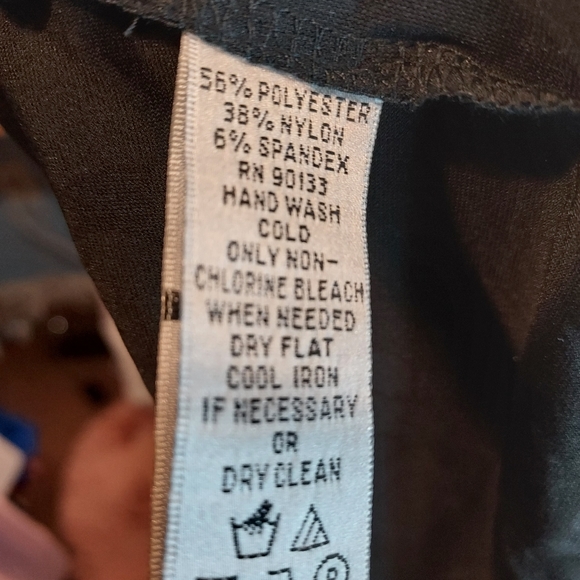 56% POLYESTER
38% NYLON
6% SPANDEX
RN 90133
HAND WASH
COLD
ONLY NON-
CHLORINE BLEACH
WHEN NEEDED
DRY FLAT
COOL IRON
IF NECESSARY
OR
DRY CLEAN